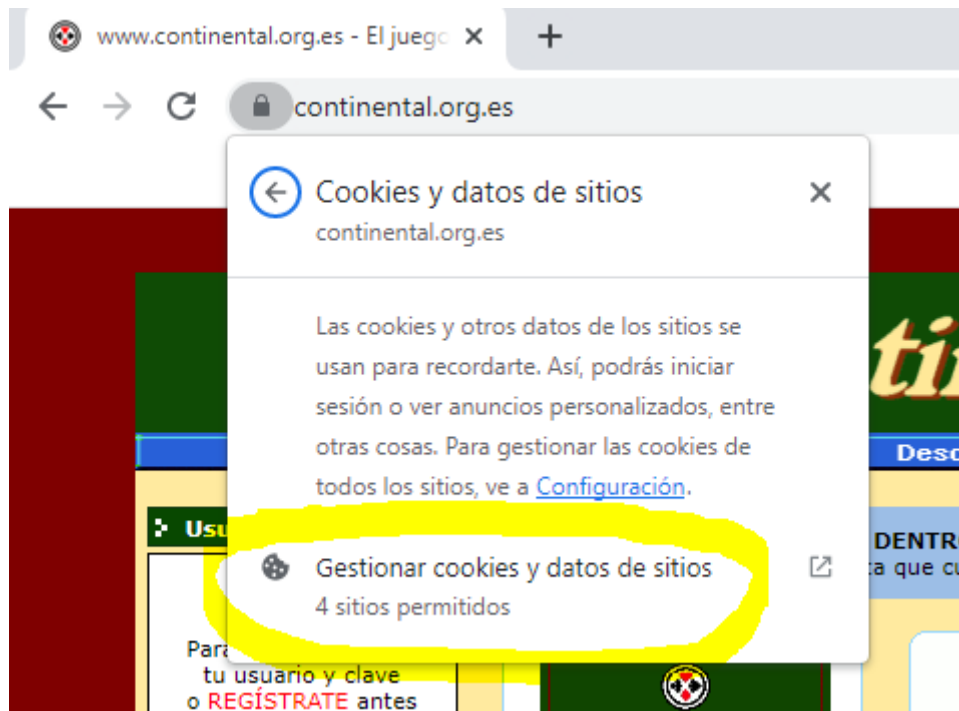 www.continental.org.es - El juego
continental.org.es
Cookies y datos de sitios
continental.org.es
Las cookies y otros datos de los sitios se
usan para recordarte. Así, podrás iniciar
sesión o ver anuncios personalizados, entre
otras cosas. Para gestionar las cookies de
todos los sitios, ve a Configuración.
Gestionar cookies y datos de sitios
4 sitios permitidos
tu usuario y clave
o REGÍSTRATE antes